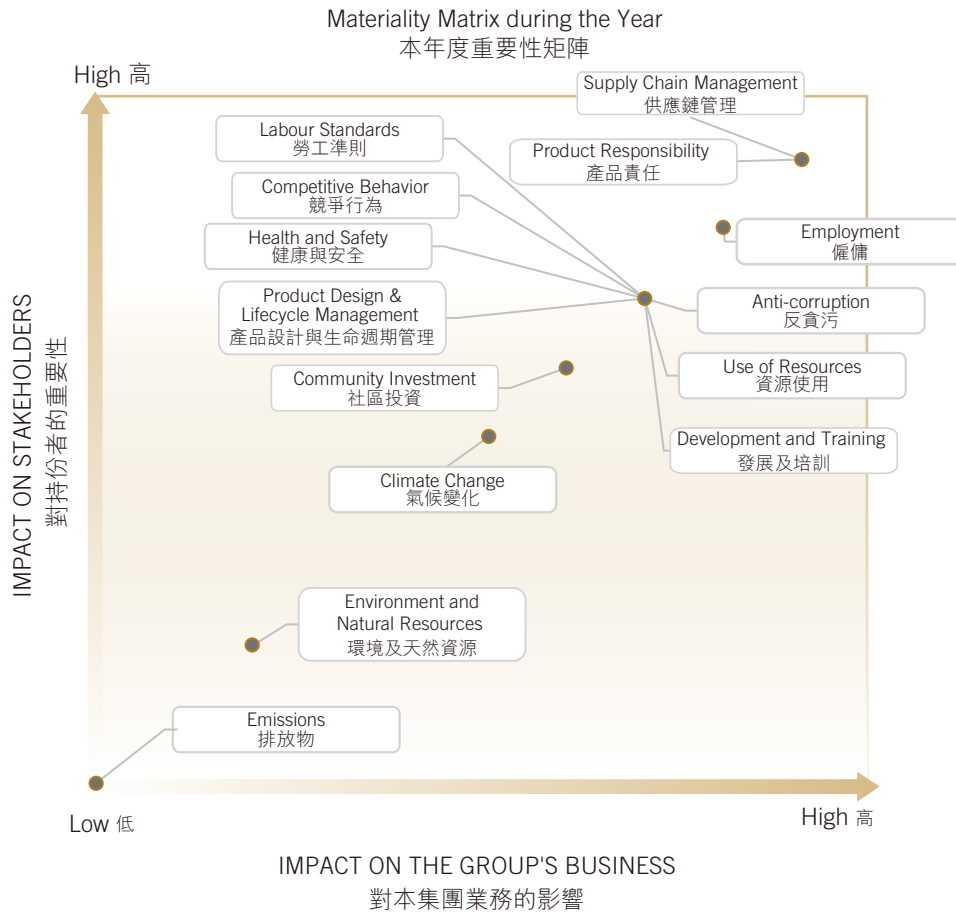 Materiality Matrix during the Year
本年度重要性矩陣
High 高
Supply Chain Management
供應鏈管理
Labour Standards
勞工準則
Product Responsibility
產品責任
Competitive Behavior
競爭行為
Employment
僱傭
Health and Safety
健康與安全
Product Design &
Lifecycle Management
產品設計與生命週期管理
Anti-corruption
反貪污
Use of Resources
資源使用
Community Investment
社區投資
Development and Training
發展及培訓
Climate Change
氣候變化
IMPACT ON STAKEHOLDERS
對持份者的重要性
Environment and
Natural Resources
環境及天然資源
Emissions
排放物
Low 低
High 高
IMPACT ON THE GROUP'S BUSINESS
對本集團業務的影響